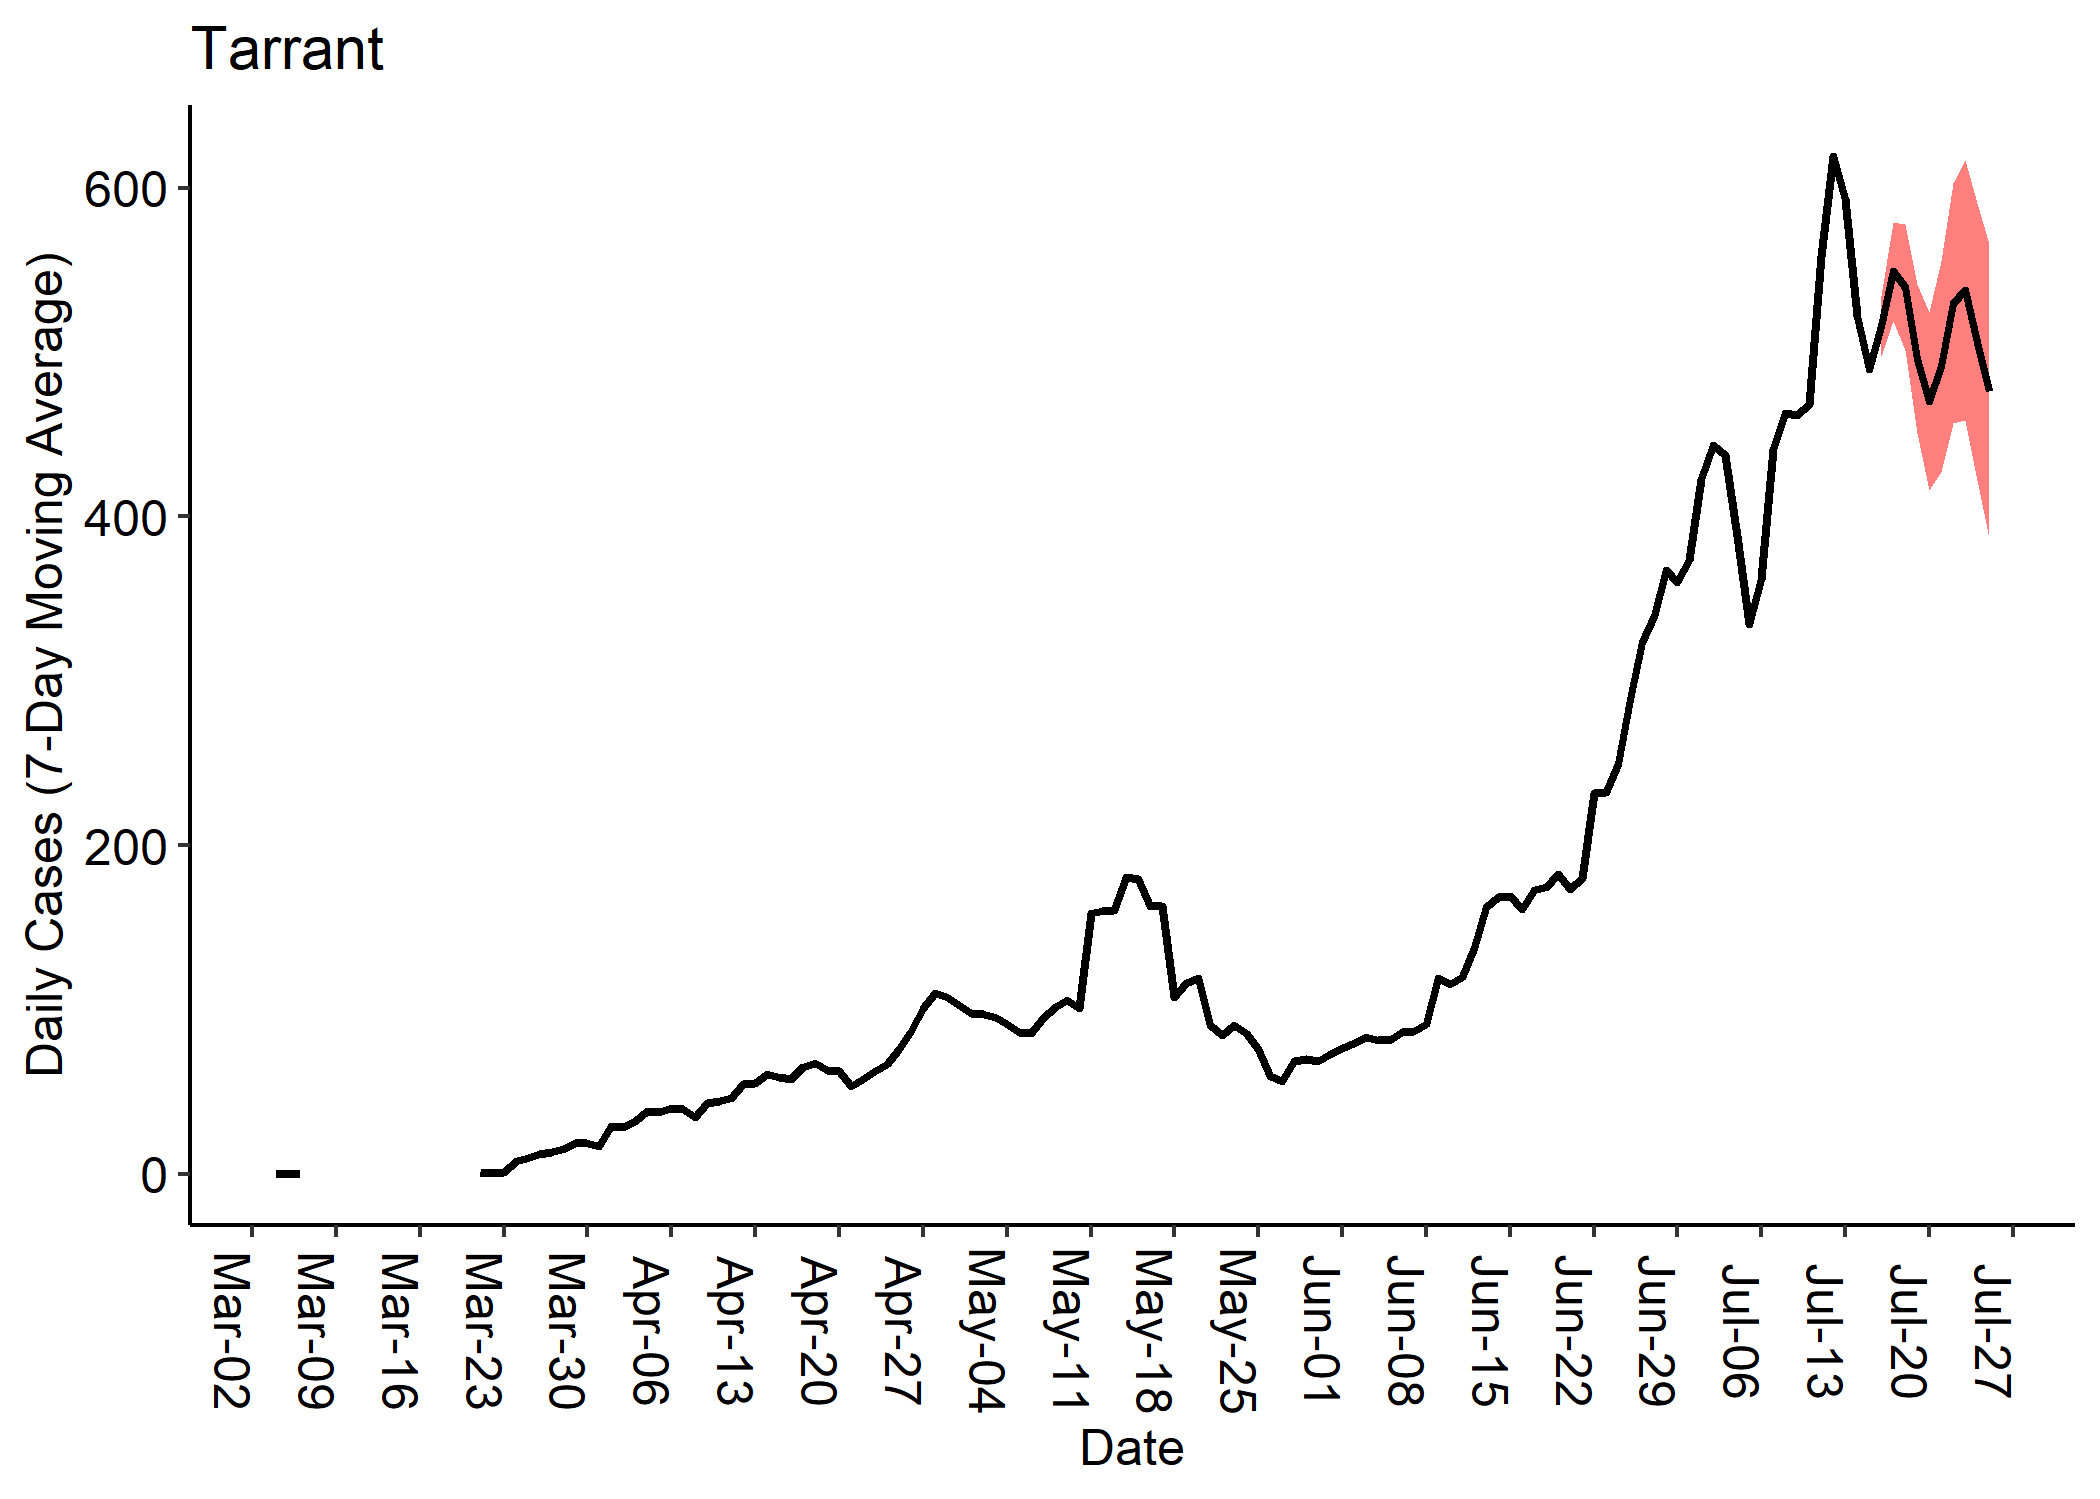 Tarrant
Daily Cases (7-Day Moving Average)
600
400
200
0
Mar-02
Mar-09
Mar-16
Mar-23
Mar-30
Apr-06
Apr-13
Apr-20
Apr-27
May-04
May-11
May-18
May-25
Jun-01
Jun-08
Jun-15
Jun-22
Jun-29
Jul-06
Jul-13
Jul-20
Jul-27
Date